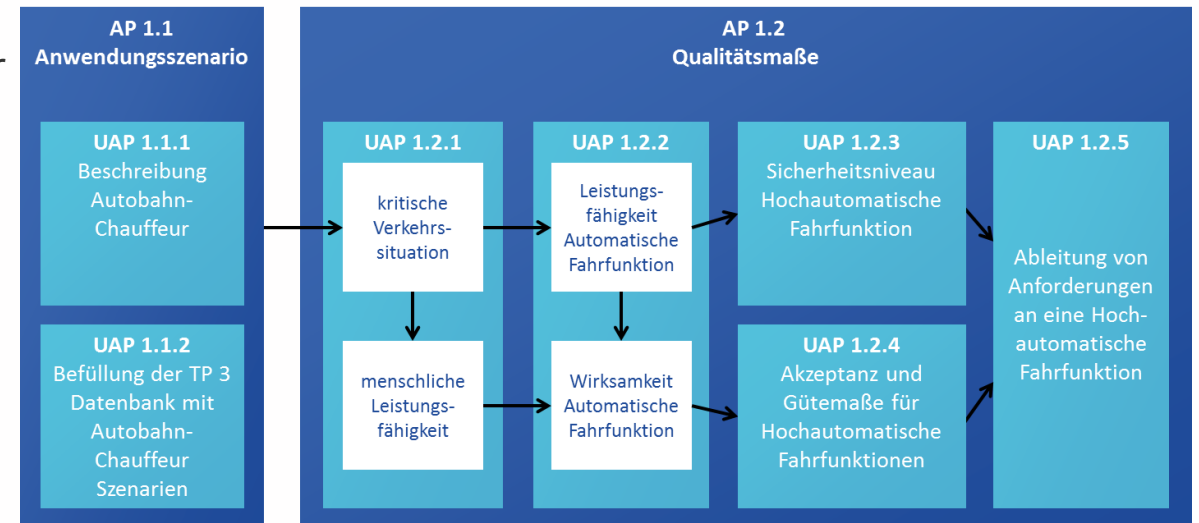 AP 1.1
Anwendungsszenario
UAP 1.1.1
Beschreibung
Autobahn-
Chauffeur
UAP 1.1.2
Befüllung der TP 3
Datenbank mit
Autobahn-
Chauffeur
Szenarien
AP 1.2
Qualitätsmaße
UAP 1.2.1
kritische
Verkehrs-
situation
menschliche
Leistungs-
fähigkeit
UAP 1.2.2
Leistungs-
fähigkeit
Automatische
Fahrfunktion
Wirksamkeit
Automatische
Fahrfunktion
UAP 1.2.3
Sicherheitsniveau
Hochautomatische
Fahrfunktion
UAP 1.2.4
Akzeptanz und
Gütemaße für
Hochautomatische
Fahrfunktionen
UAP 1.2.5
Ableitung von
Anforderungen
an eine Hoch-
automatische
Fahrfunktion